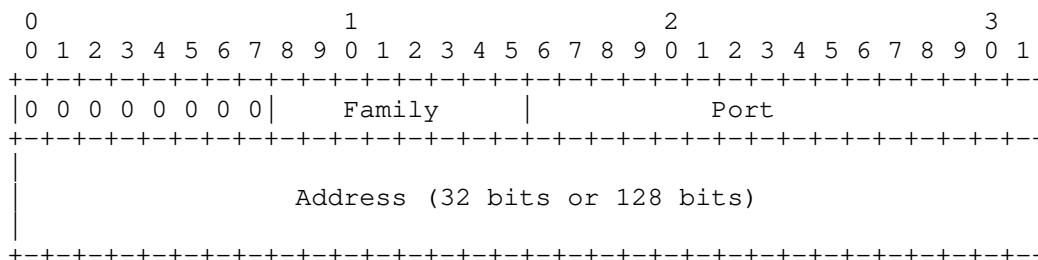 0                   1                   2                   3
 0 1 2 3 4 5 6 7 8 9 0 1 2 3 4 5 6 7 8 9 0 1 2 3 4 5 6 7 8 9 0 1
+-+-+-+-+-+-+-+-+-+-+-+-+-+-+-+-+-+-+-+-+-+-+-+-+-+-+-+-+-+-+-+--
|0 0 0 0 0 0 0 0|    Family     |           Port
+-+-+-+-+-+-+-+-+-+-+-+-+-+-+-+-+-+-+-+-+-+-+-+-+-+-+-+-+-+-+-+--
|
|                 Address (32 bits or 128 bits)
|
+-+-+-+-+-+-+-+-+-+-+-+-+-+-+-+-+-+-+-+-+-+-+-+-+-+-+-+-+-+-+-+--